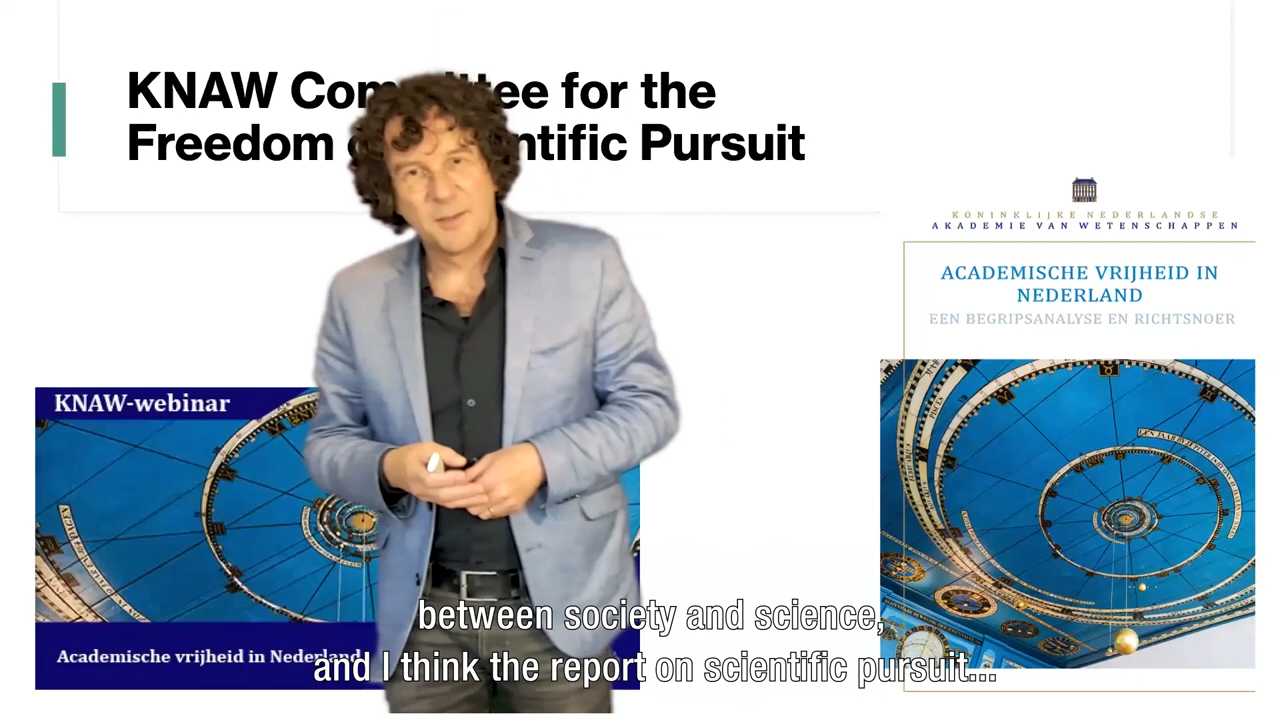 KNAW Com ttee for the
Freedom ntific Pursuit
KONINKLIJKE NEDERLANDSE
AKADEMIE VAN WETENSCHAPPEN
ACADEMISCHE VRIJHEID IN
NEDERLAND
EEN BEGRIPSANALYSE EN RICHTSNOER
KNAW-webinar
Academische vrijheid in Nederland
between society and science,
and I think the report on scientific pursuit...